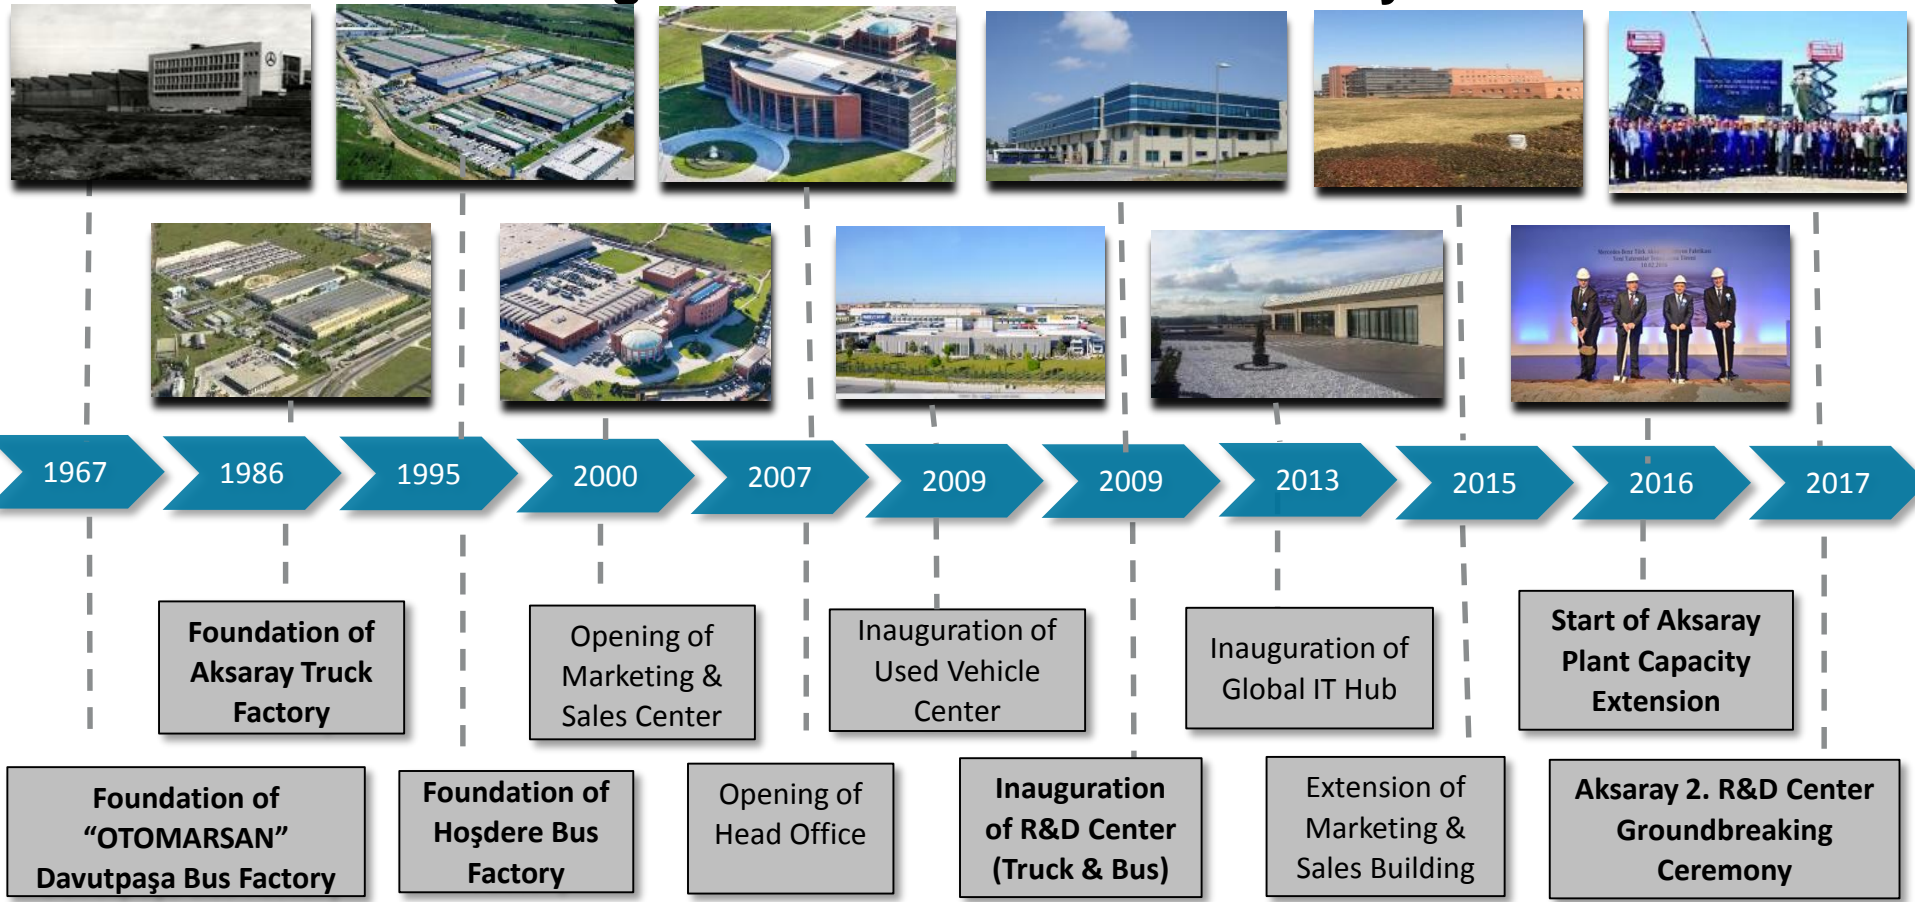 1967
1986
1995
2000
2007
2009
2009
2013
2015
2016
2017
Foundation of
“OTOMARSAN”
Davutpaşa Bus Factory
Foundation of
Aksaray Truck
Factory
Foundation of
Hoşdere Bus
Factory
Opening of
Marketing &
Sales Center
Opening of
Head Office
Inauguration of
Used Vehicle
Center
Inauguration
of R&D Center
(Truck & Bus)
Inauguration of
Global IT Hub
Extension of
Marketing &
Sales Building
Start of Aksaray
Plant Capacity
Extension
Aksaray 2. R&D Center
Groundbreaking
Ceremony